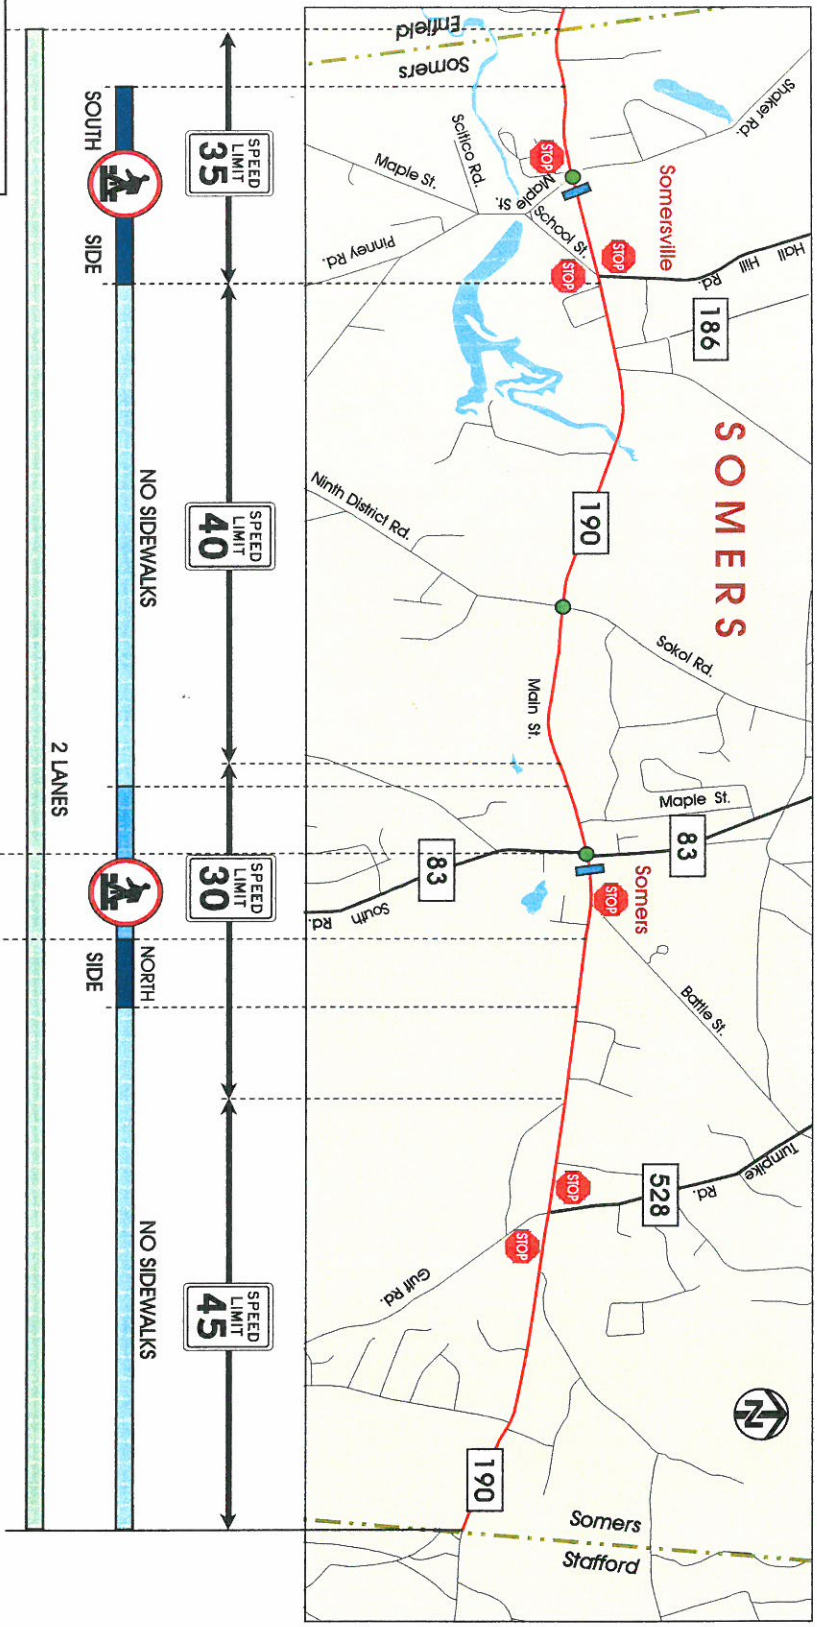 Enfield
Somers
Shaker Rd.
Scitico Rd.
Maple St.
STOP
Maple St.
School St.
Pinney Rd.
Somersville
STOP
STOP
Hall Hill Rd.
186
SOMERS
190
Ninth District Rd.
Sokol Rd.
Main St.
Maple St.
83
83
South Rd.
Somers
STOP
Battle St.
Turnpike Rd.
528
STOP
STOP
Gulf Rd.
N
190
Somers
Stafford
SPEED LIMIT 35
SPEED LIMIT 40
SPEED LIMIT 30
SPEED LIMIT 45
SOUTH SIDE
NO SIDEWALKS
NORTH SIDE
NO SIDEWALKS
2 LANES